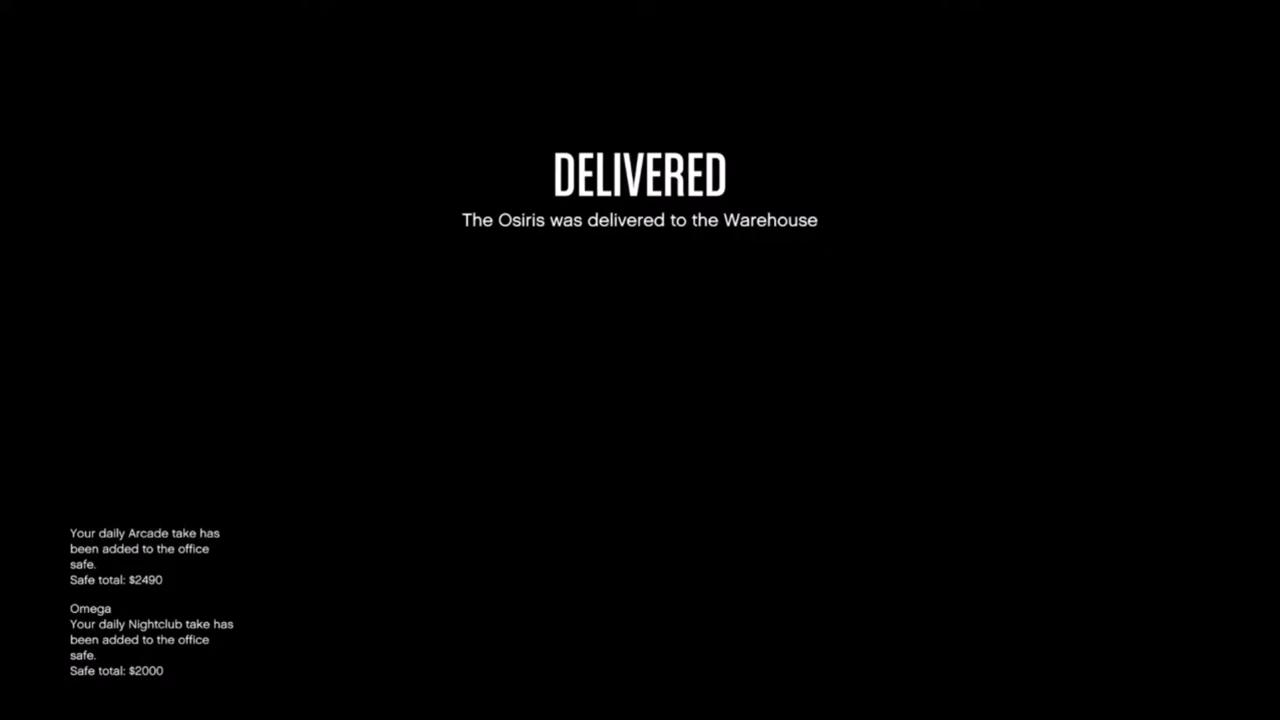 DELIVERED
The Osiris was delivered to the Warehouse
Your daily Arcade take has
been added to the office
safe.
Safe total: $2490
Omega
Your daily Nightclub take has
been added to the office
safe.
Safe total: $2000